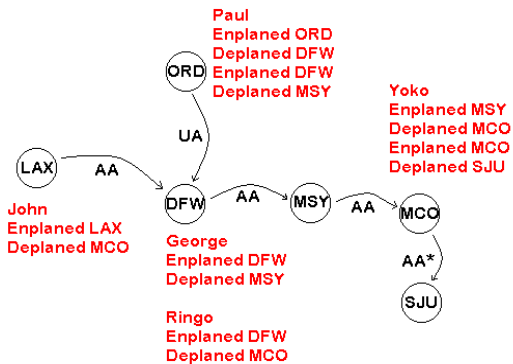 Paul
Enplaned ORD
Deplaned DFW
Enplaned DFW
Deplaned MSY
ORD
Yoko
Enplaned MSY
Deplaned MCO
Enplaned MCO
Deplaned SJU
UA
LAX
AA
John
Enplaned LAX
Deplaned MCO
DFW
AA
MSY
AA
MCO
George
Enplaned DFW
Deplaned MSY
AA*
SJU
Ringo
Enplaned DFW
Deplaned MCO